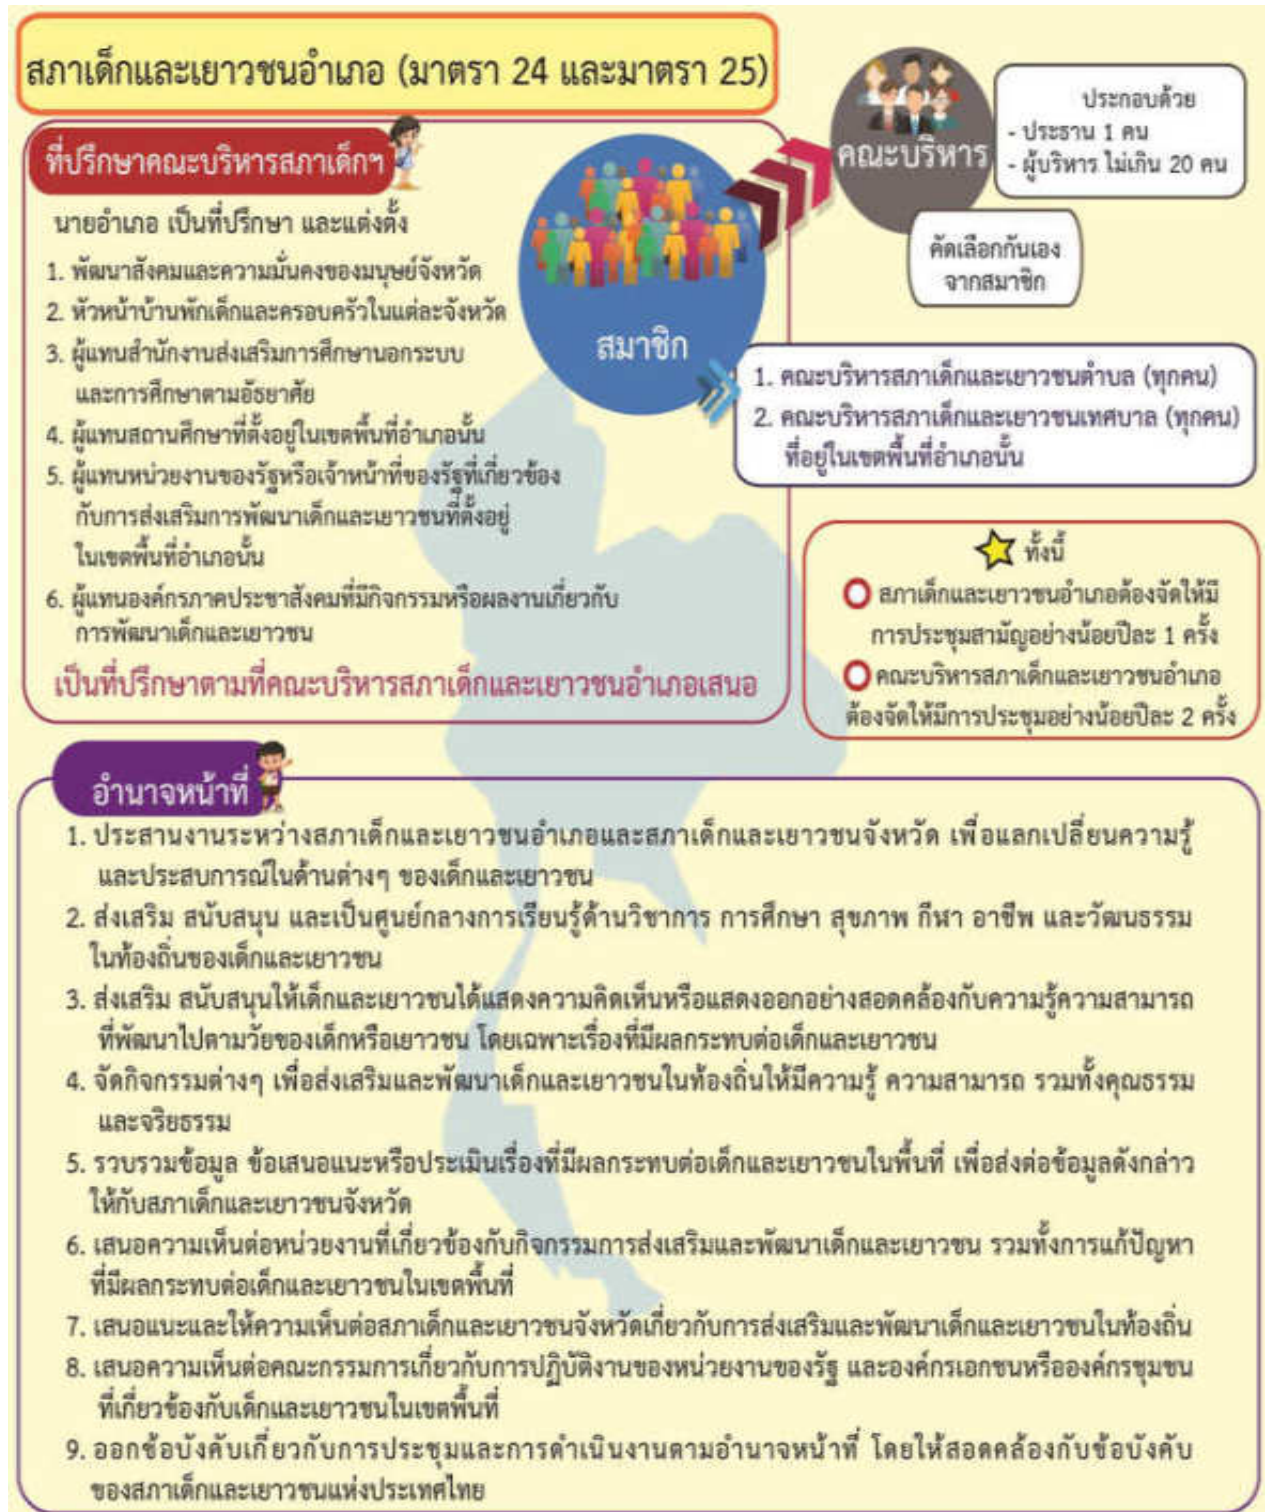 สภาเด็กและเยาวชนอำเภอ (มาตรา 24 และมาตรา 25)
ที่ปรึกษาคณะบริหารสภาเด็กฯ
นายอำเภอ เป็นที่ปรึกษา และแต่งตั้ง
1. พัฒนาสังคมและความมั่นคงของมนุษย์จังหวัด
2. หัวหน้าบ้านพักเด็กและครอบครัวในแต่ละจังหวัด
3. ผู้แทนสำนักงานส่งเสริมการศึกษานอกระบบ
และการศึกษาตามอัธยาศัย
4. ผู้แทนสถานศึกษาที่ตั้งอยู่ในเขตพื้นที่อำเภอนั้น
5. ผู้แทนหน่วยงานของรัฐหรือเจ้าหน้าที่ของรัฐที่เกี่ยวข้อง
กับการส่งเสริมการพัฒนาเด็กและเยาวชนที่ตั้งอยู่
ในเขตพื้นที่อำเภอนั้น
6. ผู้แทนองค์กรภาคประชาสังคมที่มีกิจกรรมหรือผลงานเกี่ยวกับ
การพัฒนาเด็กและเยาวชน
เป็นที่ปรึกษาตามที่คณะบริหารสภาเด็กและเยาวชนอำเภอเสนอ
สมาชิก
คณะบริหาร
ประกอบด้วย
- ประธาน 1 คน
- ผู้บริหาร ไม่เกิน 20 คน
คัดเลือกกันเอง
จากสมาชิก
1. คณะบริหารสภาเด็กและเยาวชนตำบล (ทุกคน)
2. คณะบริหารสภาเด็กและเยาวชนเทศบาล (ทุกคน)
ที่อยู่ในเขตพื้นที่อำเภอนั้น
ทั้งนี้
สภาเด็กและเยาวชนอำเภอต้องจัดให้มี
การประชุมสามัญอย่างน้อยปีละ 1 ครั้ง
คณะบริหารสภาเด็กและเยาวชนอำเภอ
ต้องจัดให้มีการประชุมอย่างน้อยปีละ 2 ครั้ง
อำนาจหน้าที่
1. ประสานงานระหว่างสภาเด็กและเยาวชนอำเภอและสภาเด็กและเยาวชนจังหวัด เพื่อแลกเปลี่ยนความรู้
และประสบการณ์ในด้านต่างๆ ของเด็กและเยาวชน
2. ส่งเสริม สนับสนุน และเป็นศูนย์กลางการเรียนรู้ด้านวิชาการ การศึกษา สุขภาพ กีฬา อาชีพ และวัฒนธรรม
ในท้องถิ่นของเด็กและเยาวชน
3. ส่งเสริม สนับสนุนให้เด็กและเยาวชนได้แสดงความคิดเห็นหรือแสดงออกอย่างสอดคล้องกับความรู้ความสามารถ
ที่พัฒนาไปตามวัยของเด็กหรือเยาวชน โดยเฉพาะเรื่องที่มีผลกระทบต่อเด็กและเยาวชน
4. จัดกิจกรรมต่างๆ เพื่อส่งเสริมและพัฒนาเด็กและเยาวชนในท้องถิ่นให้มีความรู้ ความสามารถ รวมทั้งคุณธรรม
และจริยธรรม
5. รวบรวมข้อมูล ข้อเสนอแนะหรือประเมินเรื่องที่มีผลกระทบต่อเด็กและเยาวชนในพื้นที่ เพื่อส่งต่อข้อมูลดังกล่าว
ให้กับสภาเด็กและเยาวชนจังหวัด
6. เสนอความเห็นต่อหน่วยงานที่เกี่ยวข้องกับกิจกรรมการส่งเสริมและพัฒนาเด็กและเยาวชน รวมทั้งการแก้ปัญหา
ที่มีผลกระทบต่อเด็กและเยาวชนในเขตพื้นที่
7. เสนอแนะและให้ความเห็นต่อสภาเด็กและเยาวชนจังหวัดเกี่ยวกับการส่งเสริมและพัฒนาเด็กและเยาวชนในท้องถิ่น
8. เสนอความเห็นต่อคณะกรรมการเกี่ยวกับการปฏิบัติงานของหน่วยงานของรัฐ และองค์กรเอกชนหรือองค์กรชุมชน
ที่เกี่ยวข้องกับเด็กและเยาวชนในเขตพื้นที่
9. ออกข้อบังคับเกี่ยวกับการประชุมและการดำเนินงานตามอำนาจหน้าที่ โดยให้สอดคล้องกับข้อบังคับ
ของสภาเด็กและเยาวชนแห่งประเทศไทย